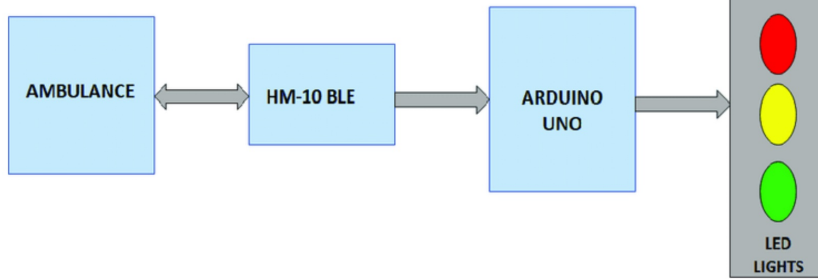 AMBULANCE
HM-10 BLE
ARDUINO
UNO
LED
LIGHTS